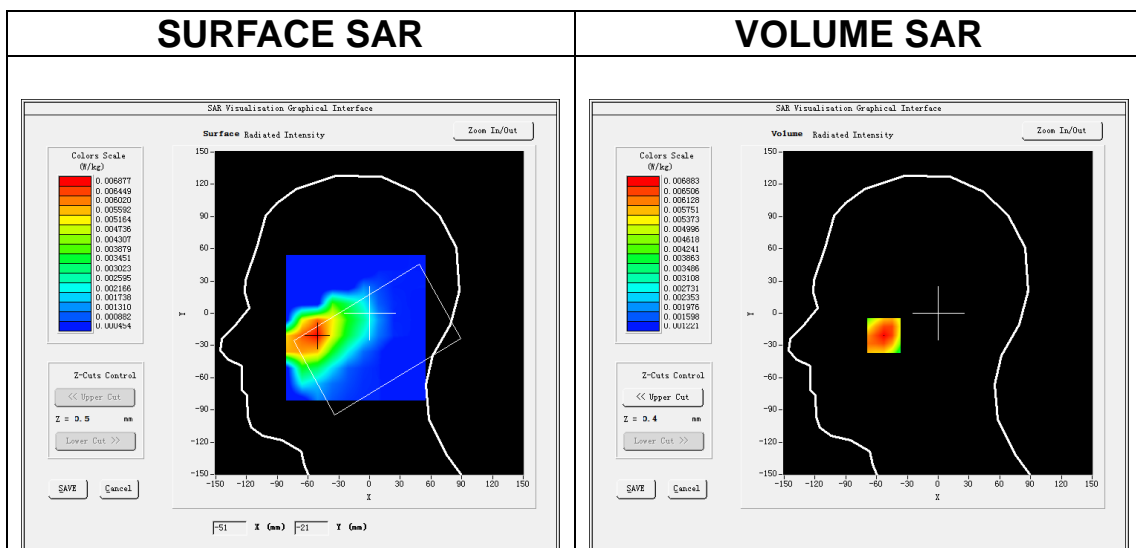 SURFACE SAR
VOLUME SAR
SAR Visualisation Graphical Interface
Surface Radiated Intensity
Zoom In/Out
Colors Scale
(W/kg)
0.006877
0.006449
0.006020
0.005592
0.005164
0.004736
0.004307
0.003879
0.003451
0.003023
0.002595
0.002166
0.001738
0.001310
0.000882
0.000454
150
120
90
60
30
0
-30
-60
-90
-120
-150
Y
-150 -120 -90 -60 -30 0 30 60 90 120 150
X
Z-Cuts Control
<< Upper Cut
Z = 0.5 mm
Lower Cut >>
SAVE Cancel
-51 X (mm) -21 Y (mm)
SAR Visualisation Graphical Interface
Volume Radiated Intensity
Zoom In/Out
Colors Scale
(W/kg)
0.006883
0.006506
0.006128
0.005751
0.005373
0.004996
0.004618
0.004241
0.003863
0.003486
0.003108
0.002731
0.002353
0.001976
0.001598
0.001221
150
120
90
60
30
0
-30
-60
-90
-120
-150
Y
-150 -120 -90 -60 -30 0 30 60 90 120 150
X
Z-Cuts Control
<< Upper Cut
Z = 0.4 mm
Lower Cut >>
SAVE Cancel